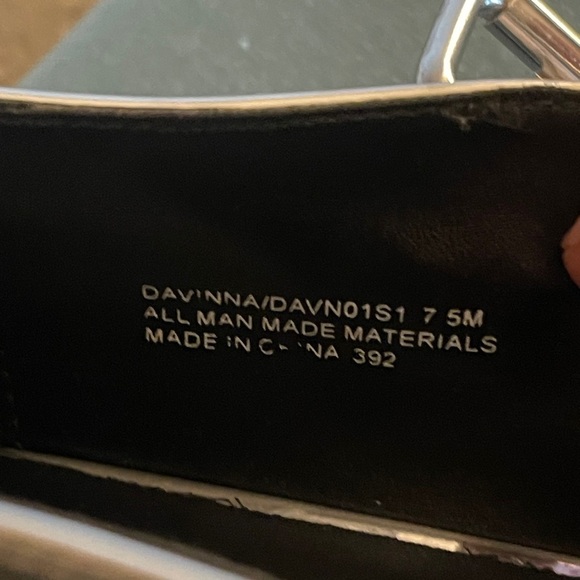 DAVINNA/DAVN01S1 7 5M
ALL MAN MADE MATERIALS
MADE IN CHINA 392